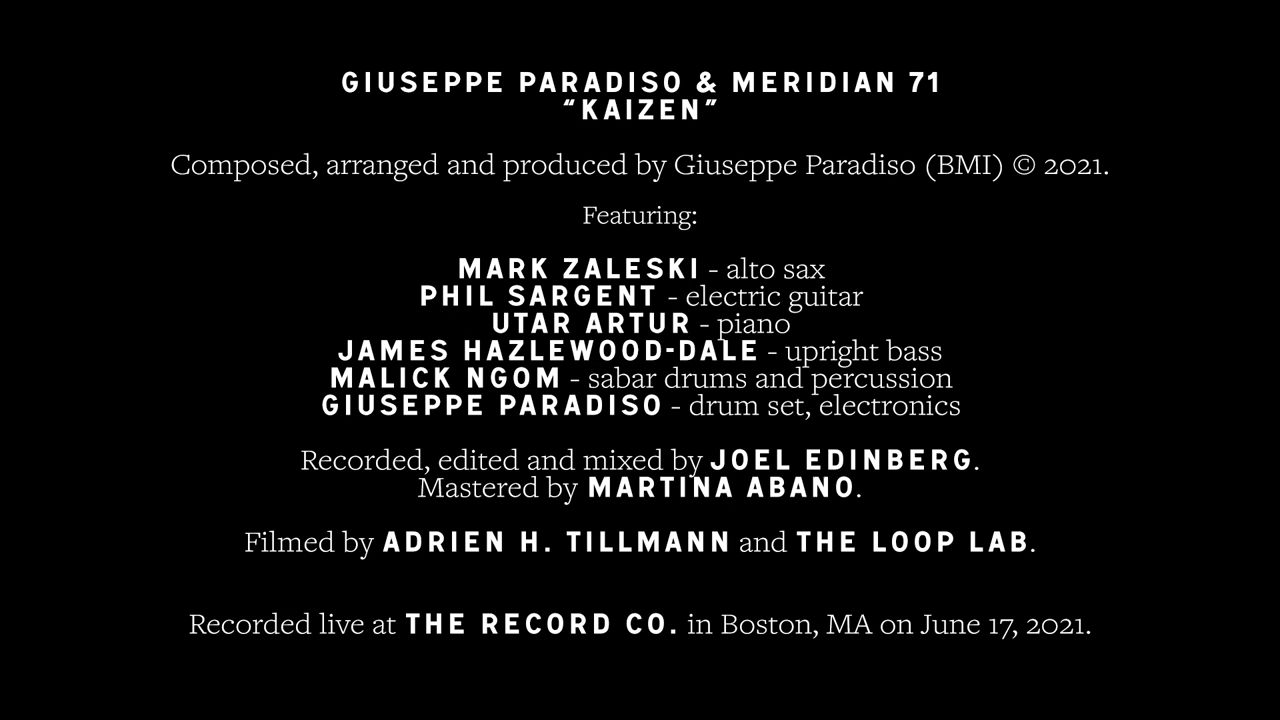 GIUSEPPE PARADISO & MERIDIAN 71
“KAIZEN”
Composed, arranged and produced by Giuseppe Paradiso (BMI) © 2021.
Featuring:
MARK ZALESKI - alto sax
PHIL SARGENT - electric guitar
UTAR ARTUR - piano
JAMES HAZLEWOOD-DALE - upright bass
MALICK NGOM - sabar drums and percussion
GIUSEPPE PARADISO - drum set, electronics
Recorded, edited and mixed by JOEL EDINBERG.
Mastered by MARTINA ABANO.
Filmed by ADRIEN H. TILLMANN and THE LOOP LAB.
Recorded live at THE RECORD CO. in Boston, MA on June 17, 2021.